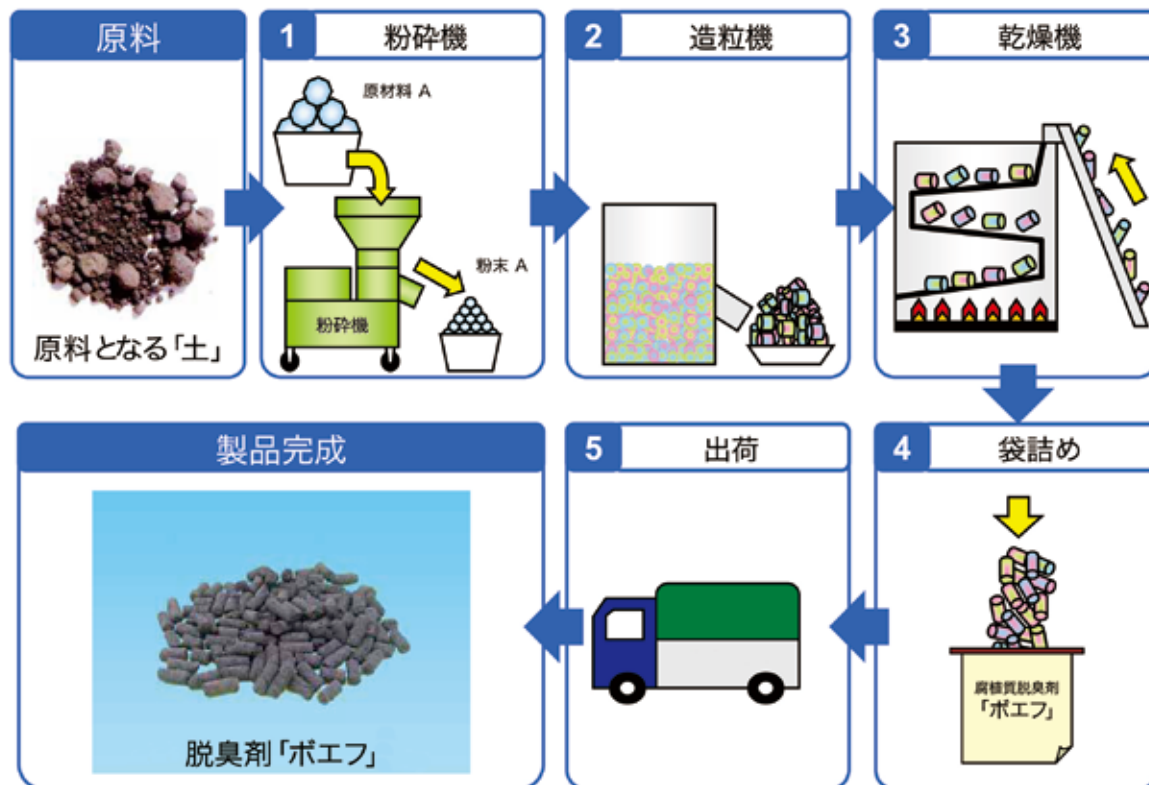 原料
原料となる「土」
1 粉砕機
原材料 A
粉砕機
粉末 A
2 造粒機
3 乾燥機
4 袋詰め
腐植質脱臭剤
「ボエフ」
5 出荷
製品完成
脱臭剤「ボエフ」